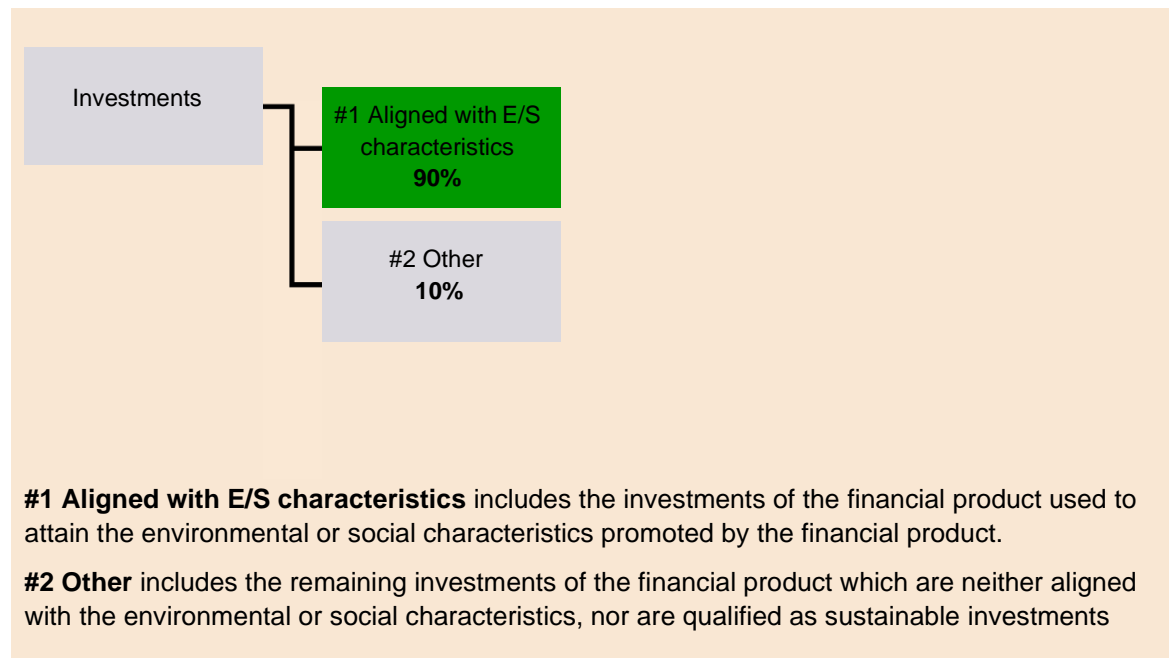 Investments
#1 Aligned with E/S
characteristics
90%
#2 Other
10%
#1 Aligned with E/S characteristics includes the investments of the financial product used to
attain the environmental or social characteristics promoted by the financial product.
#2 Other includes the remaining investments of the financial product which are neither aligned
with the environmental or social characteristics, nor are qualified as sustainable investments